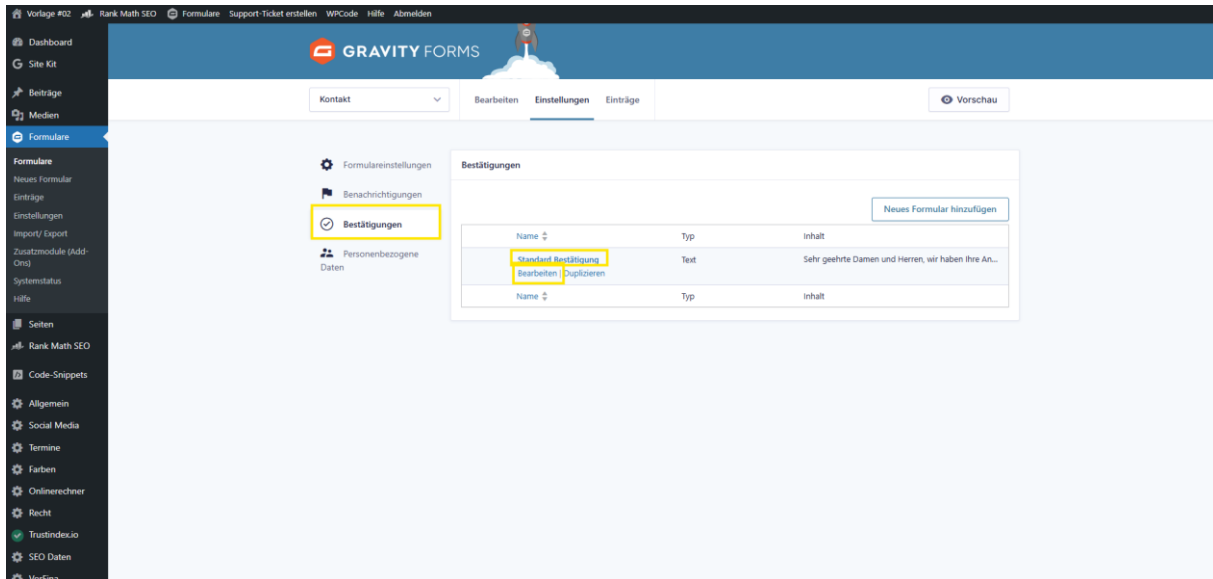 Vorlage #02 Rank Math SEO Formulare Support-Ticket erstellen WPCode Hilfe Abmelden
Dashboard
Site Kit
Beiträge
Medien
Formulare
Formulare
Neues Formular
Einträge
Einstellungen
Import/ Export
Zusatzmodule (Add-
Ons)
Systemstatus
Hilfe
Seiten
Rank Math SEO
Code-Snippets
Allgemein
Social Media
Termine
Farben
Onlinerechner
Recht
Trustindex.io
SEO Daten
VorFina
GRAVITY FORMS
Kontakt
Bearbeiten Einstellungen Einträge
Vorschau
Formulareinstellungen
Benachrichtigungen
Bestätigungen
Personenbezogene
Daten
Bestätigungen
Neues Formular hinzufügen
Name Typ Inhalt
Standard Bestätigung Text Sehr geehrte Damen und Herren, wir haben Ihre An...
Bearbeiten | Duplizieren
Name Typ Inhalt